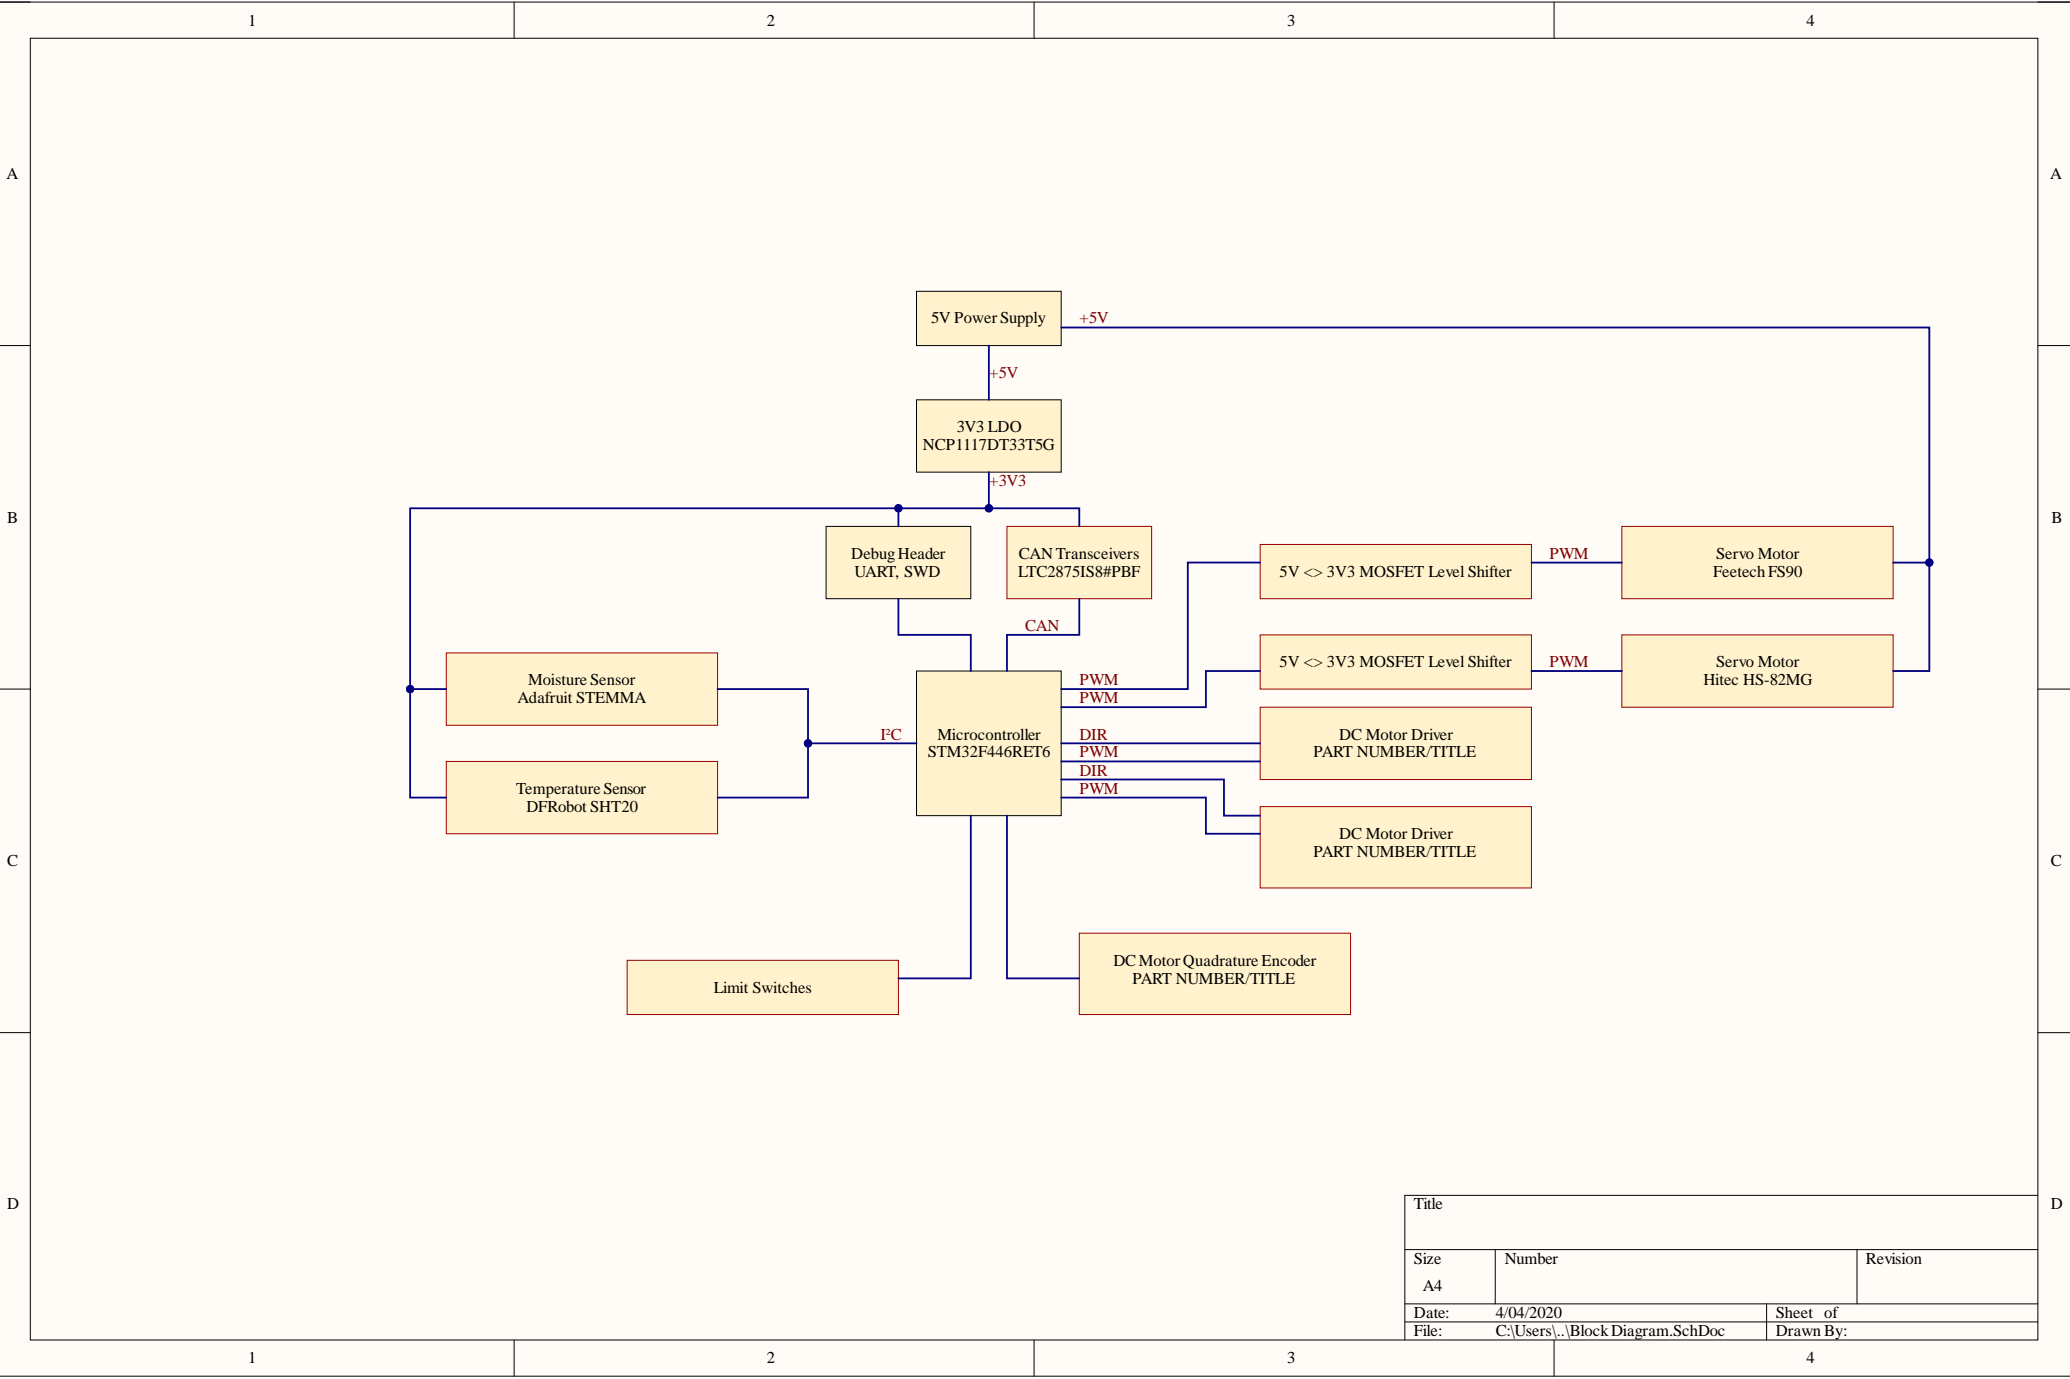 1 2 3 4
A A
5V Power Supply
+5V
+5V
3V3 LDO
NCP1117DT33T5G
+3V3
B B
Debug Header
UART, SWD
CAN Transceivers
LTC2875IS8#PBF
CAN
5V <> 3V3 MOSFET Level Shifter
PWM
Servo Motor
Feetech FS90
5V <> 3V3 MOSFET Level Shifter
PWM
Servo Motor
Hitec HS-82MG
Moisture Sensor
Adafruit STEMMA
Temperature Sensor
DFRobot SHT20
I²C
Microcontroller
STM32F446RET6
PWM
PWM
DIR
PWM
DIR
PWM
DC Motor Driver
PART NUMBER/TITLE
DC Motor Driver
PART NUMBER/TITLE
C C
Limit Switches
DC Motor Quadrature Encoder
PART NUMBER/TITLE
D D
Title
Size Number Revision
A4
Date: 4/04/2020 Sheet of
File: C:\Users\..\Block Diagram.SchDoc Drawn By:
1 2 3 4